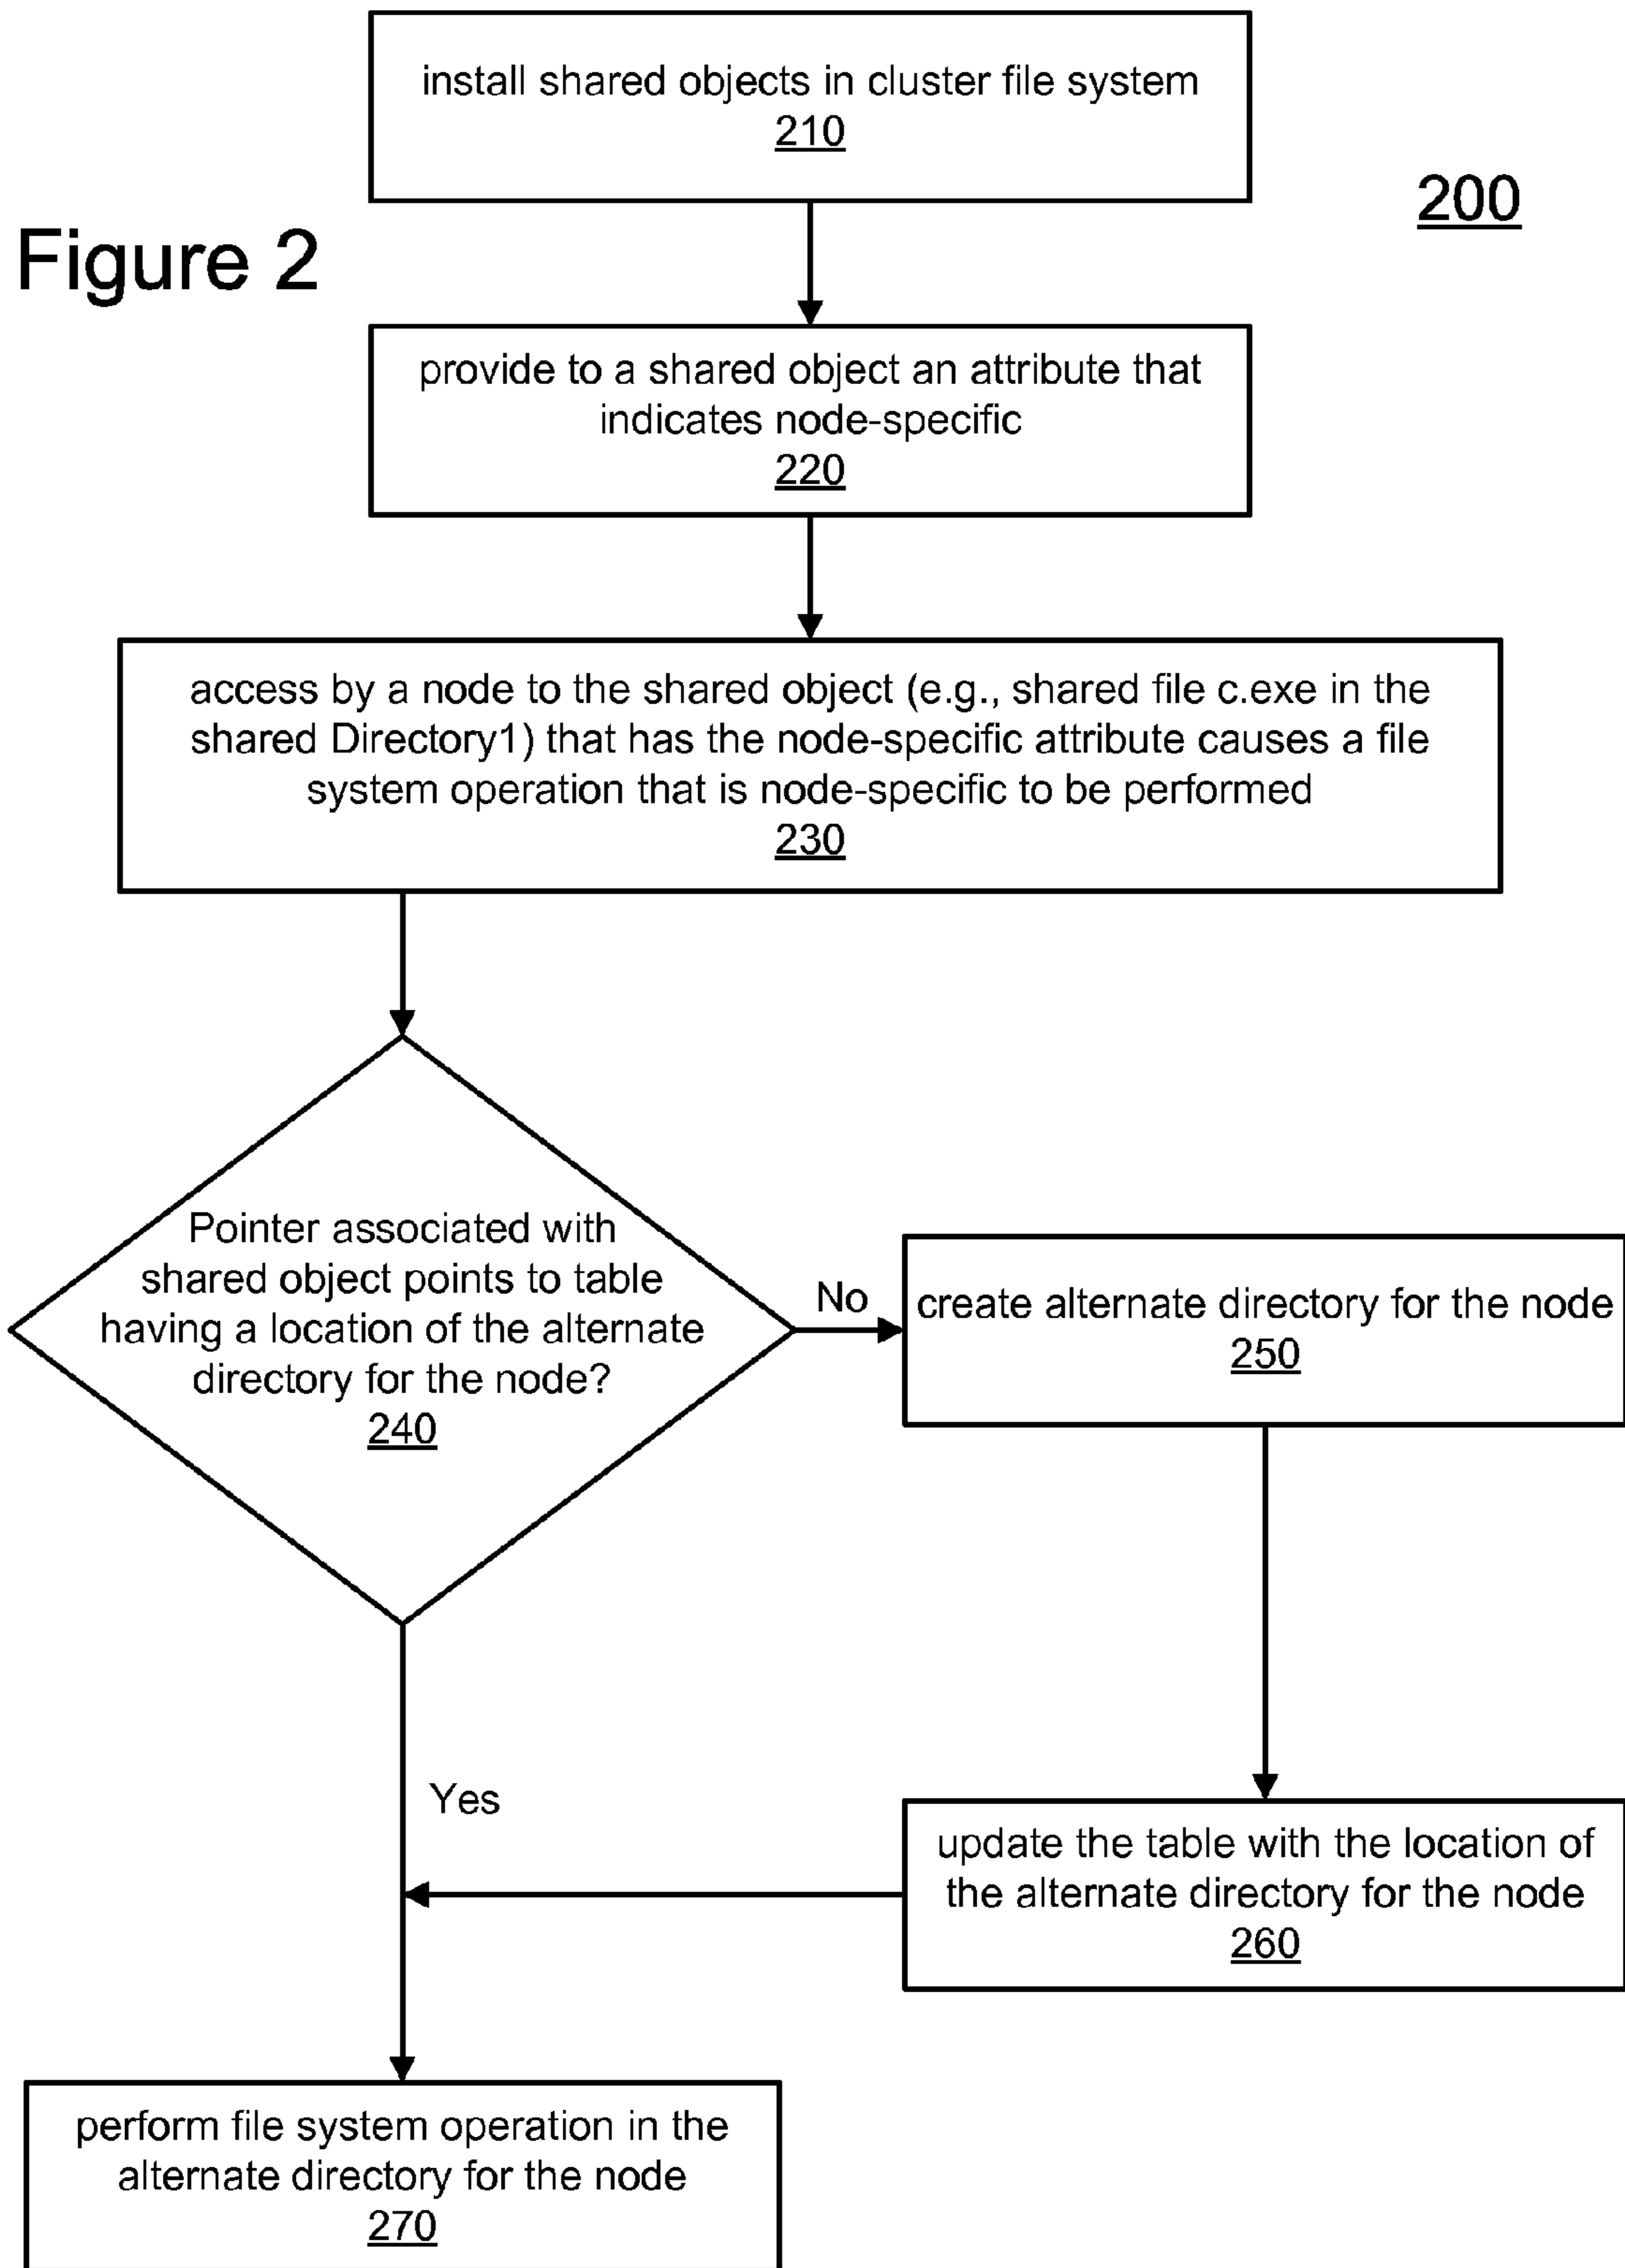 install shared objects in cluster file system
210
200
Figure 2
provide to a shared object an attribute that
indicates node-specific
220
access by a node to the shared object (e.g., shared file c.exe in the
shared Directory1) that has the node-specific attribute causes a file
system operation that is node-specific to be performed
230
Pointer associated with
shared object points to table
having a location of the alternate
directory for the node?
240
No
create alternate directory for the node
250
Yes
update the table with the location of
the alternate directory for the node
260
perform file system operation in the
alternate directory for the node
270